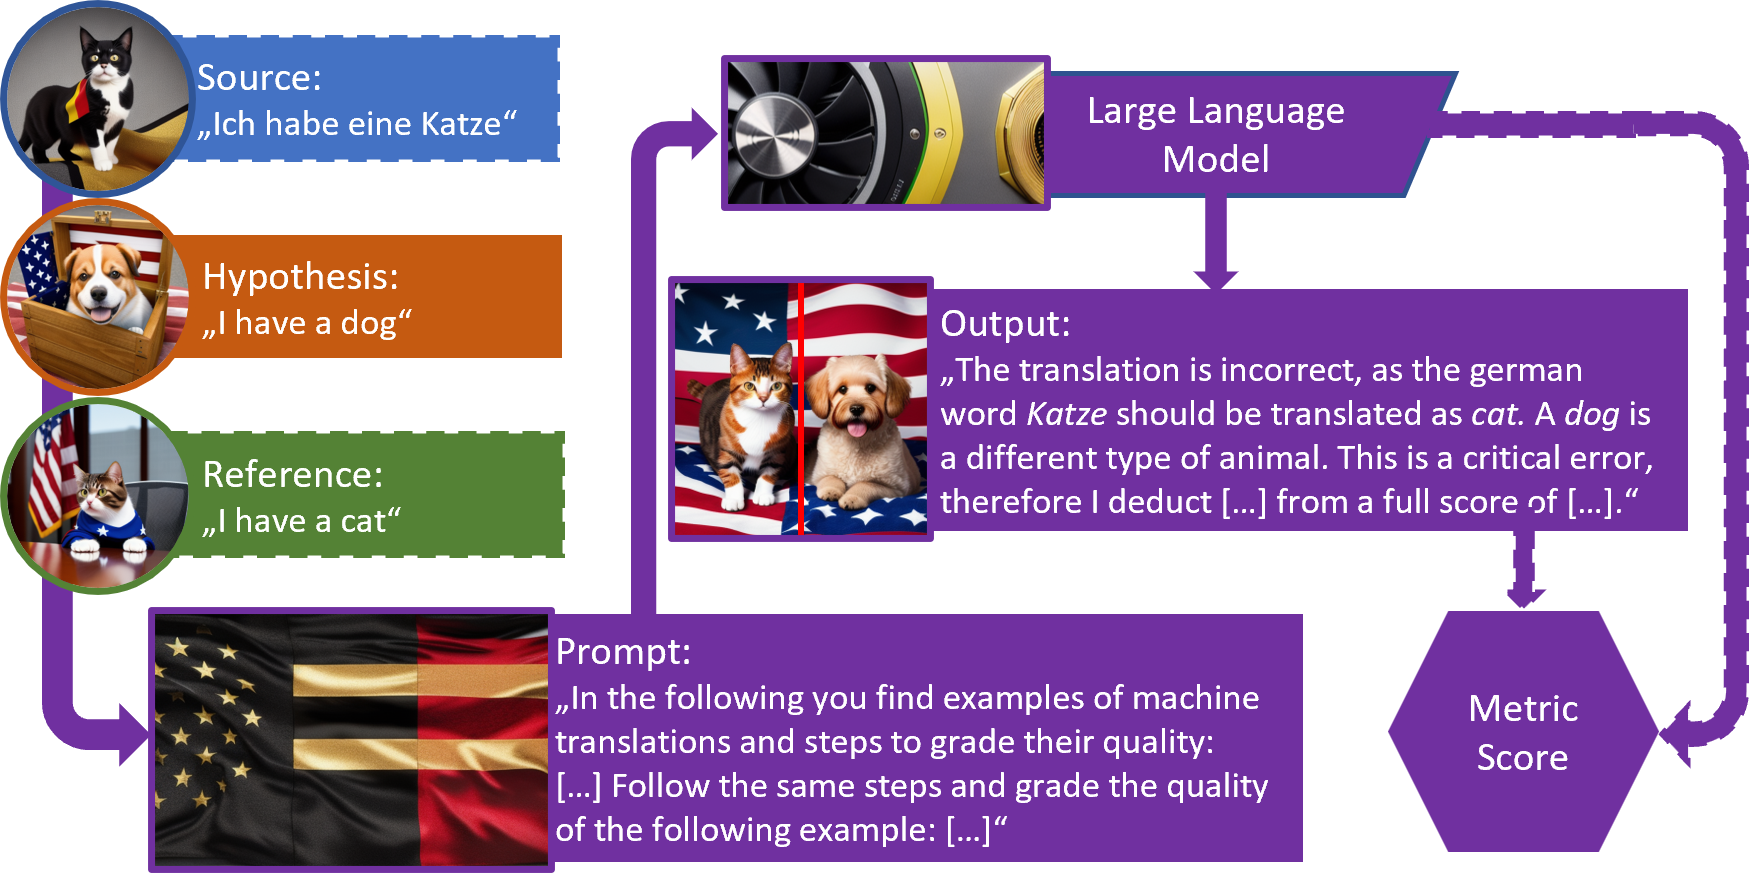 Source:
„Ich habe eine Katze“
Hypothesis:
„I have a dog“
Reference:
„I have a cat“
Prompt:
„In the following you find examples of machine
translations and steps to grade their quality:
[…] Follow the same steps and grade the quality
of the following example: […]“
Large Language
Model
Output:
„The translation is incorrect, as the german
word Katze should be translated as cat. A dog is
a different type of animal. This is a critical error,
therefore I deduct […] from a full score of […].“
Metric
Score